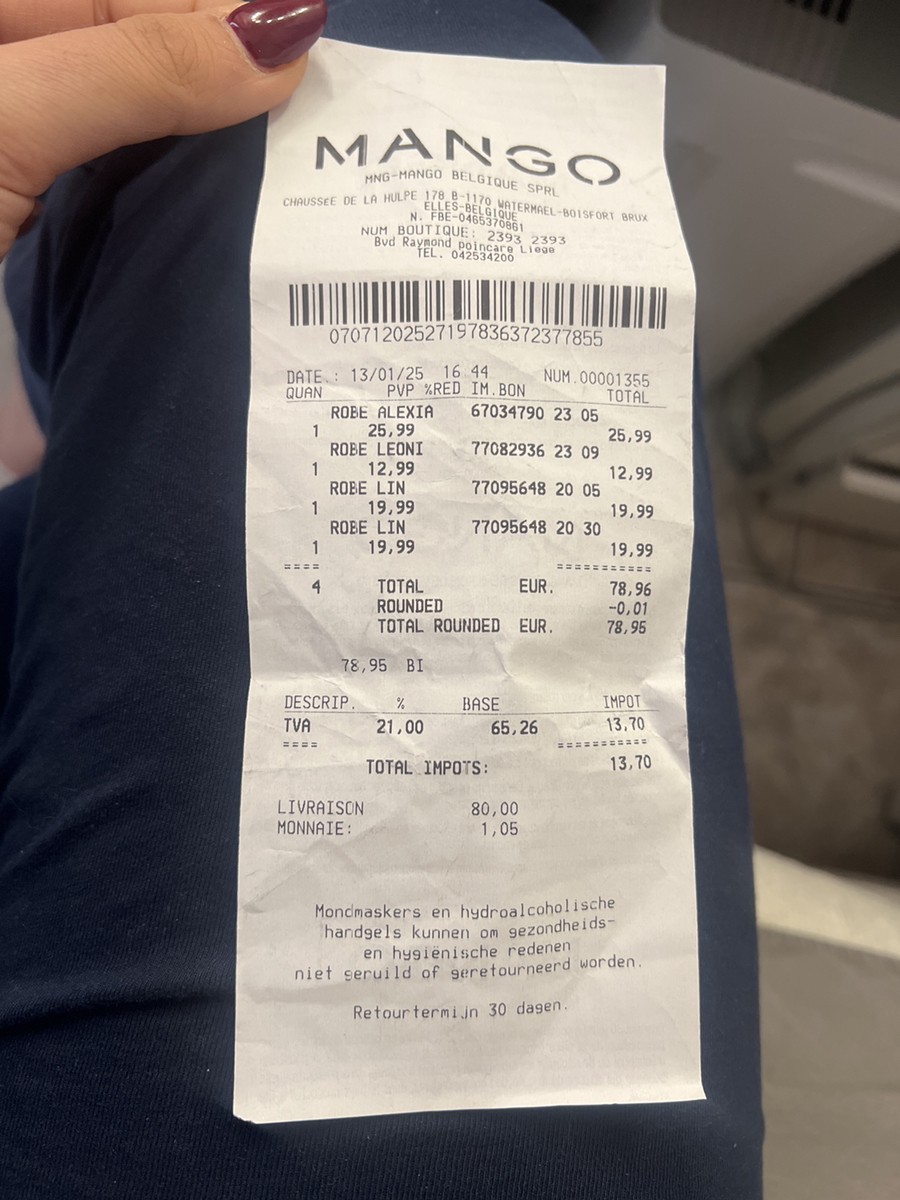 MANGO
MNG-MANGO BELGIQUE SPRL
CHAUSSEE DE LA HULPE 178 B-1170 WATERMAEL-BOISFORT BRUX
ELLES-BELGIQUE
N. FBE-0465370861
NUM BOUTIQUE: 2393 2393
Bvd Raymond poincare Liege
TEL. 042534200
07071202527197836372377855
DATE.: 13/01/25 16 44 NUM.00001355
QUAN PVP %RED IM.BON TOTAL
ROBE ALEXIA 67034790 23 05
1 25,99 25,99
ROBE LEONI 77082936 23 09
1 12,99 12,99
ROBE LIN 77095648 20 05
1 19,99 19,99
ROBE LIN 77095648 20 30
1 19,99 19,99
==== ===========
4 TOTAL EUR. 78,96
ROUNDED -0,01
TOTAL ROUNDED EUR. 78,95
78,95 BI
DESCRIP. % BASE IMPOT
TVA 21,00 65,26 13,70
==== ===========
TOTAL IMPOTS: 13,70
LIVRAISON 80,00
MONNAIE: 1,05
Mondmaskers en hydroalcoholische
handgels kunnen om gezondheids-
en hygiënische redenen
niet geruild of geretourneerd worden.
Retourtermijn 30 dagen.